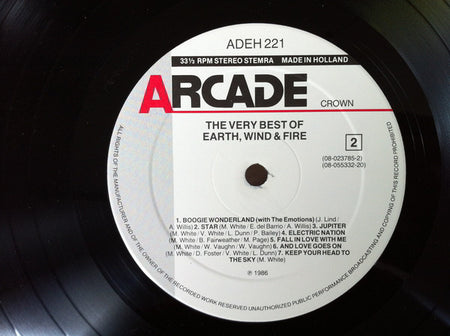 ADEH 221
33⅓ RPM STEREO STEMRA MADE IN HOLLAND
ARCADE
CROWN
THE VERY BEST OF
EARTH, WIND & FIRE
2
(08-023785-2)
(08-055332-20)
1. BOOGIE WONDERLAND (with The Emotions) (J. Lind /
A. Willis) 2. STAR (M. White / E. del Barrio / A. Willis) 3. JUPITER
(M. White / V. White / L. Dunn / P. Bailey) 4. ELECTRIC NATION
(M. White / B. Fairweather / M. Page) 5. FALL IN LOVE WITH ME
(M. White / W. Vaughn / W. Vaughn) 6. AND LOVE GOES ON
(M. White / D. Foster / V. White / L. Dunn) 7. KEEP YOUR HEAD TO
THE SKY (M. White)
℗ 1986
ALL RIGHTS OF THE MANUFACTURER AND OF THE OWNER OF THE RECORDED WORK RESERVED UNAUTHORIZED PUBLIC PERFORMANCE BROADCASTING AND COPYING OF THIS RECORD PROHIBITED